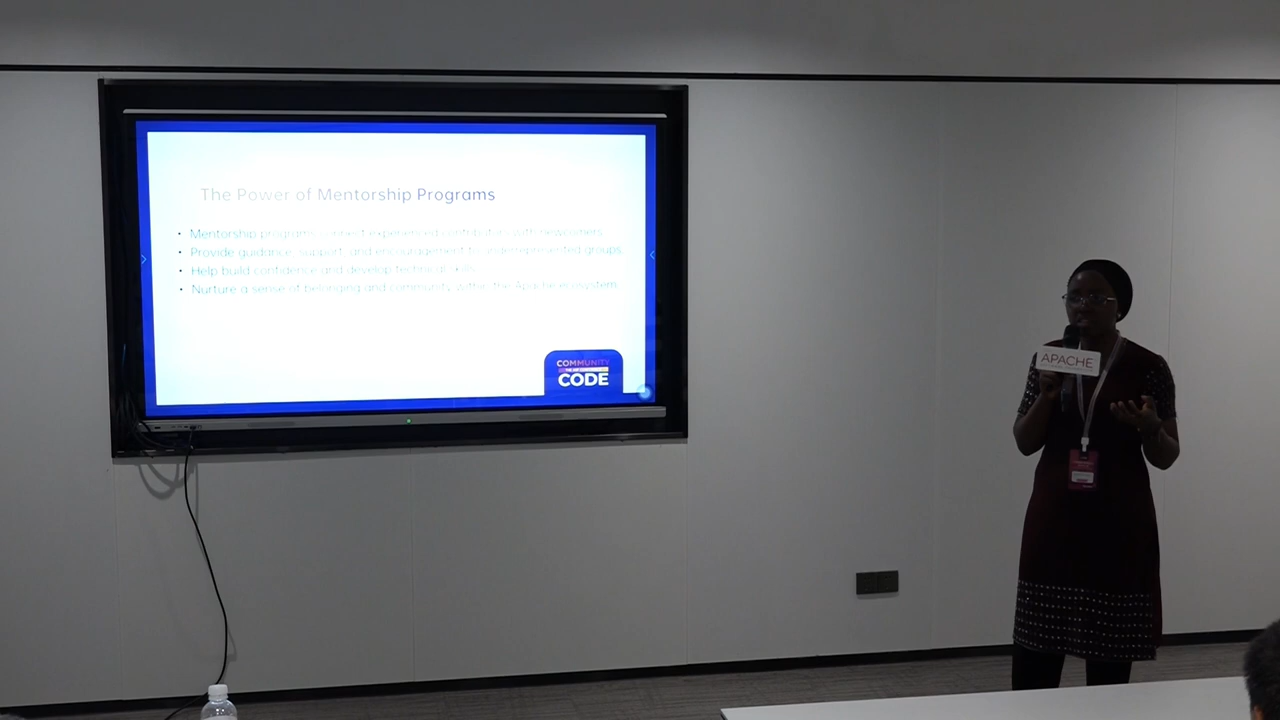 The Power of Mentorship Programs
• Mentorship programs connect experienced contributors with newcomers.
• Provide guidance, support, and encouragement to underrepresented groups.
• Help build confidence and develop technical skills.
• Nurture a sense of belonging and community within the Apache ecosystem.
COMMUNITY
CODE
APACHE